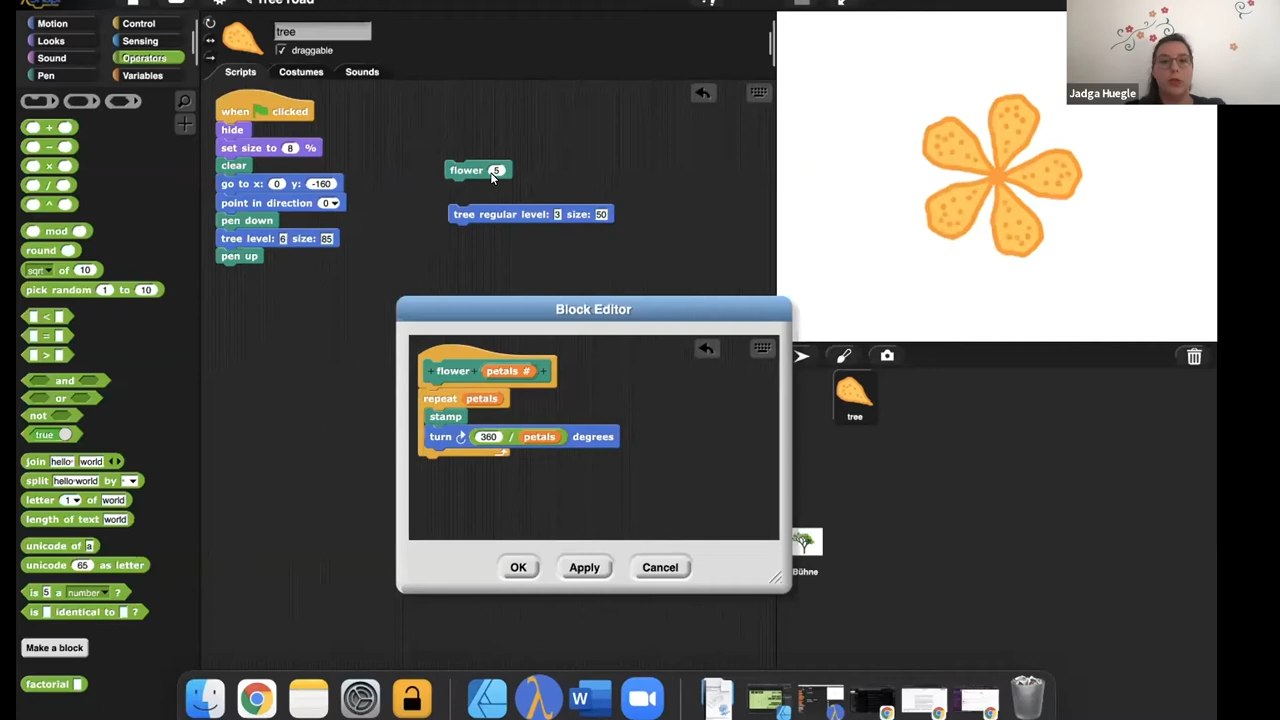 tree
draggable
Motion
Control
Looks
Sensing
Sound
Operators
Pen
Variables
Scripts
Costumes
Sounds
+
−
×
/
^
mod
round
sqrt of 10
pick random 1 to 10
<
=
>
and
or
not
true
join hello world
split hello world by
letter 1 of world
length of text world
unicode of a
unicode 65 as letter
is 5 a number ?
is identical to ?
Make a block
factorial
when clicked
hide
set size to 8 %
clear
go to x: 0 y: -160
point in direction 0
pen down
tree level: 6 size: 85
pen up
flower 5
tree regular level: 3 size: 50
Block Editor
+ flower + petals # +
repeat petals
stamp
turn 360 / petals degrees
OK
Apply
Cancel
Jadga Huegle
tree
Bühne
W